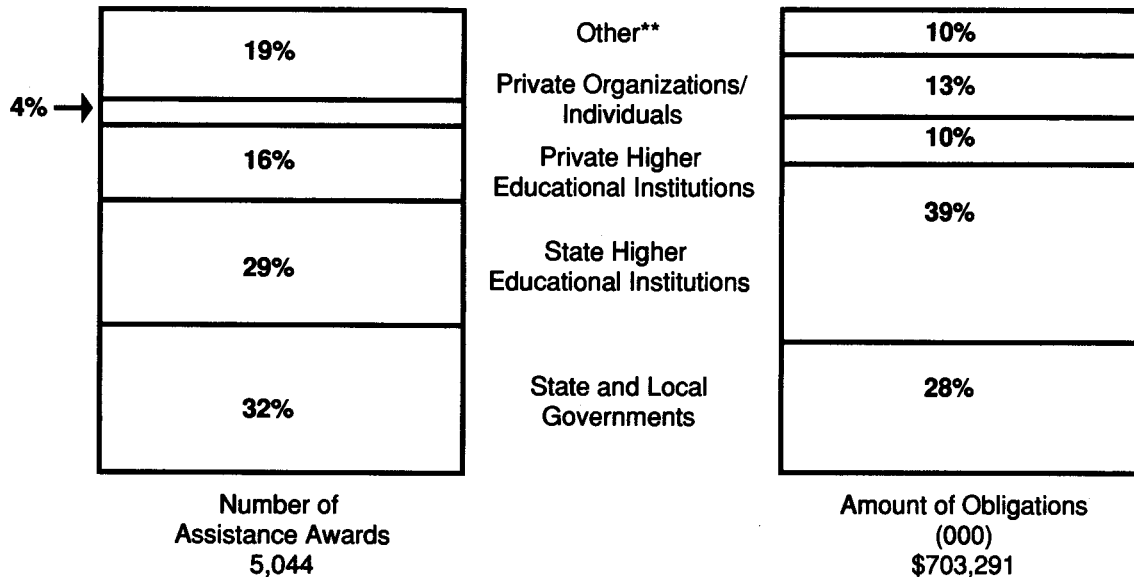 19%
4%
16%
29%
32%
Other**
Private Organizations/
Individuals
Private Higher
Educational Institutions
State Higher
Educational Institutions
State and Local
Governments
10%
13%
10%
39%
28%
Number of
Assistance Awards
5,044
Amount of Obligations
(000)
$703,291